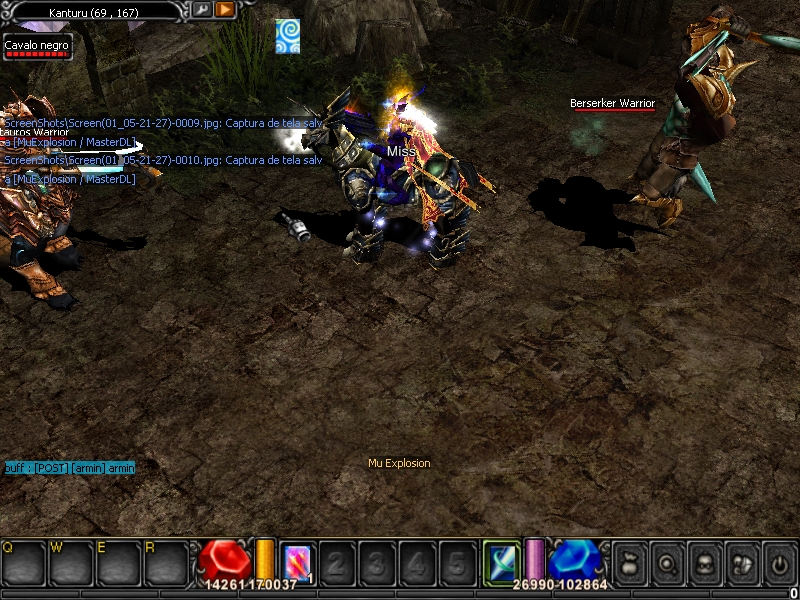 Kanturu (69 , 167)
Cavalo negro
Berserker Warrior
ScreenShots\Screen(01_05-21-27)-0009.jpg: Captura de tela salv
tauros Warrior
a [MuExplosion / MasterDL]
Miss
ScreenShots\Screen(01_05-21-27)-0010.jpg: Captura de tela salv
a [MuExplosion / MasterDL]
buff : [POST] [armin] armin
Mu Explosion
Q W E R
1 2 3 4 5
26990 102864
0